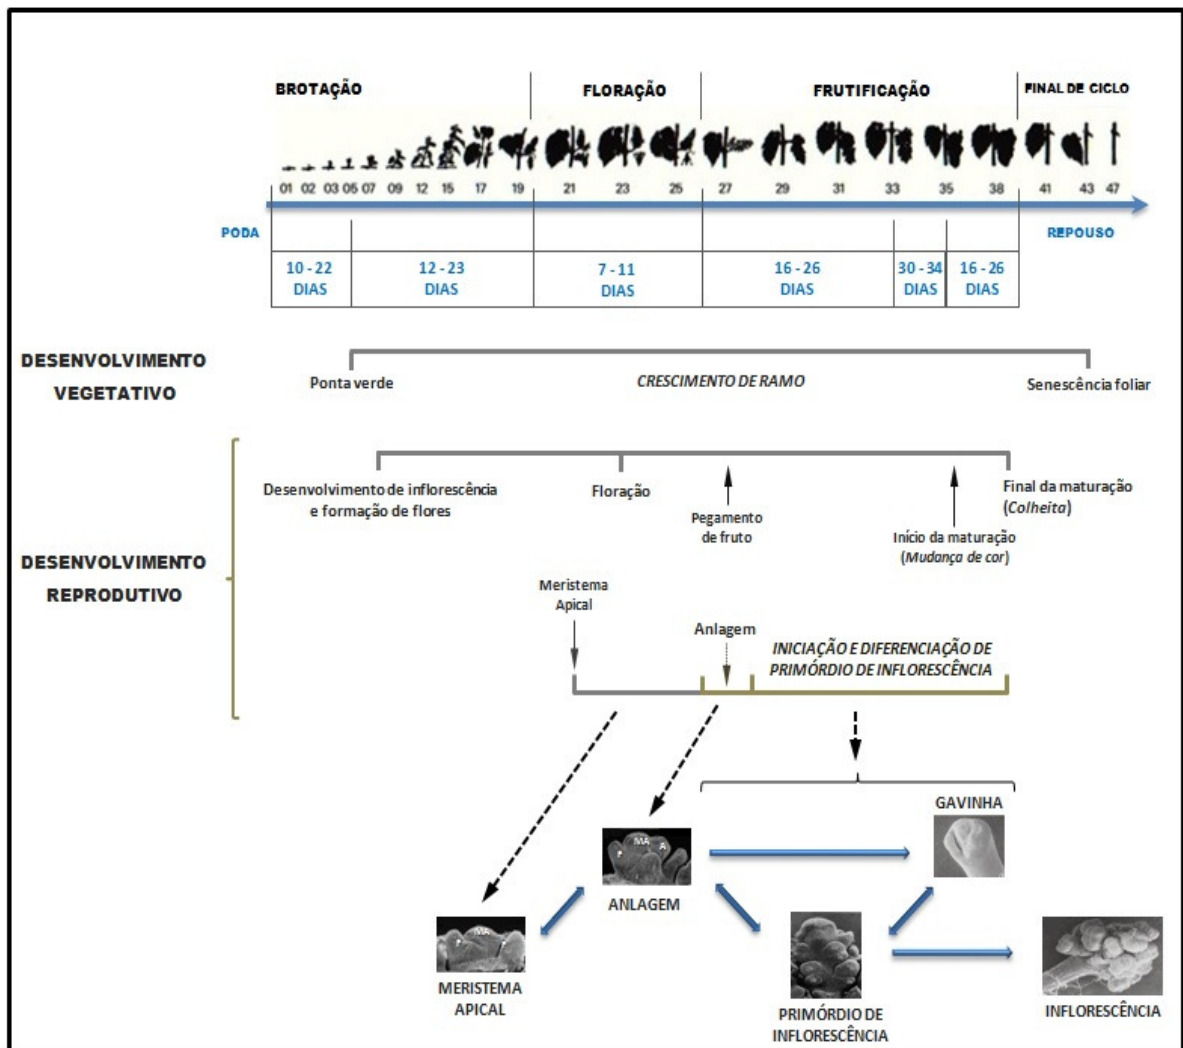 BROTAÇÃO
FLORAÇÃO
FRUTIFICAÇÃO
FINAL DE CICLO
01 02 03 05 07 09 12 15 17 19 21 23 25 27 29 31 33 35 38 41 43 47
PODA
REPOUSO
10 - 22
DIAS
12 - 23
DIAS
7 - 11
DIAS
16 - 26
DIAS
30 - 34
DIAS
16 - 26
DIAS
DESENVOLVIMENTO
VEGETATIVO
Ponta verde
CRESCIMENTO DE RAMO
Senescência foliar
DESENVOLVIMENTO
REPRODUTIVO
Desenvolvimento de inflorescência
e formação de flores
Floração
Pegamento
de fruto
Início da maturação
(Mudança de cor)
Final da maturação
(Colheita)
Meristema
Apical
Anlagem
INICIAÇÃO E DIFERENCIAÇÃO DE
PRIMÓRDIO DE INFLORESCÊNCIA
GAVINHA
MA
A
ANLAGEM
MA
MERISTEMA
APICAL
PRIMÓRDIO DE
INFLORESCÊNCIA
INFLORESCÊNCIA